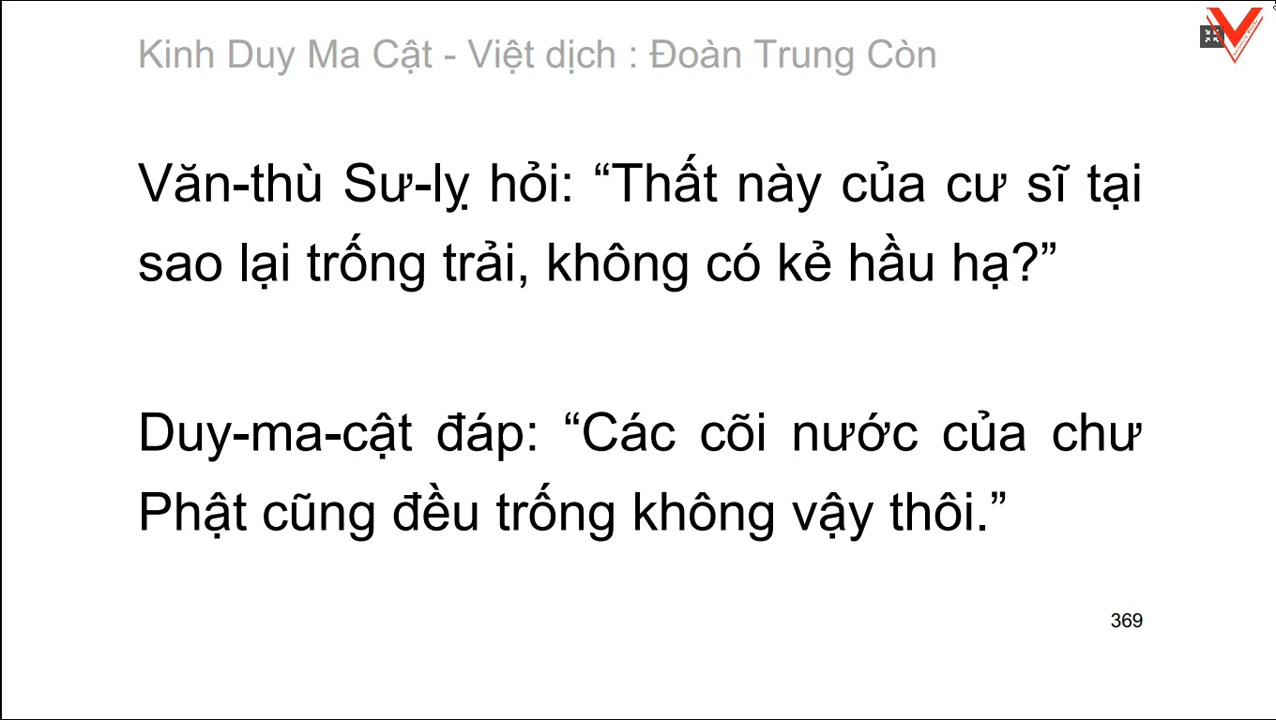 Kinh Duy Ma Cật - Việt dịch : Đoàn Trung Còn
Văn-thù Sư-lỵ hỏi: “Thất này của cư sĩ tại
sao lại trống trải, không có kẻ hầu hạ?”
Duy-ma-cật đáp: “Các cõi nước của chư
Phật cũng đều trống không vậy thôi.”
369